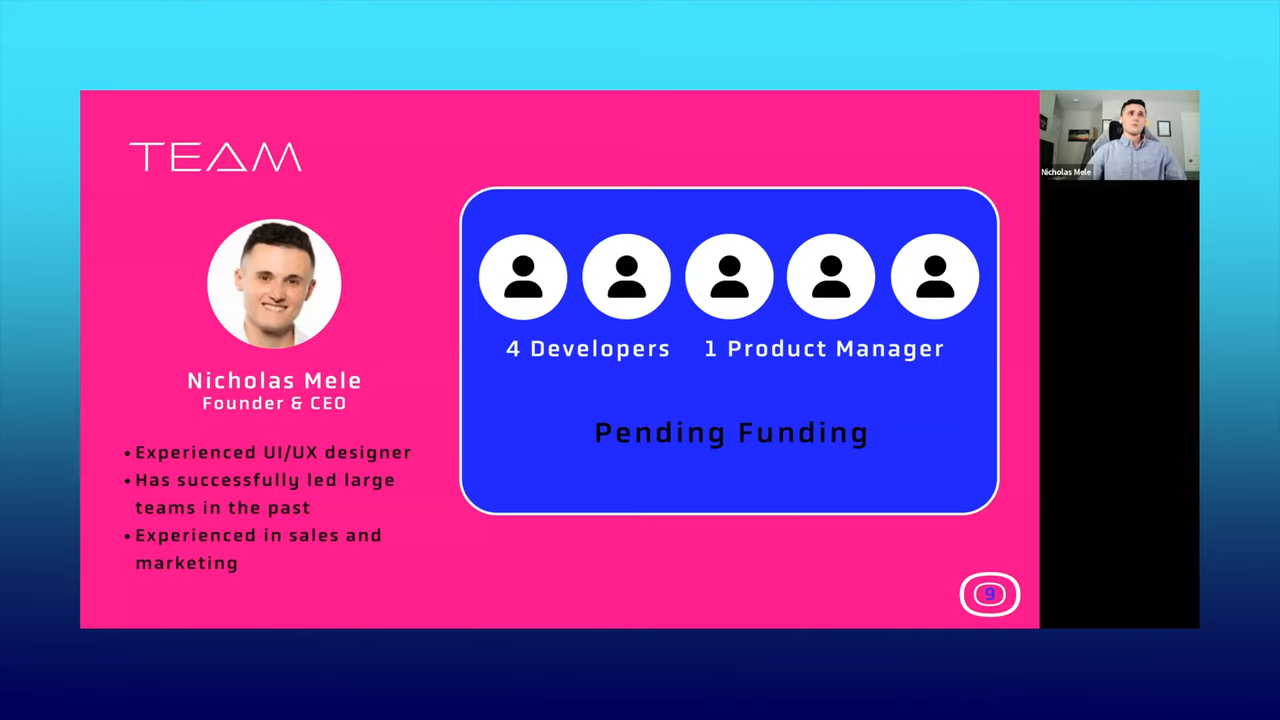 TEAM
Nicholas Mele
Founder & CEO
• Experienced UI/UX designer
• Has successfully led large
teams in the past
• Experienced in sales and
marketing
4 Developers
1 Product Manager
Pending Funding
9
Nicholas Mele